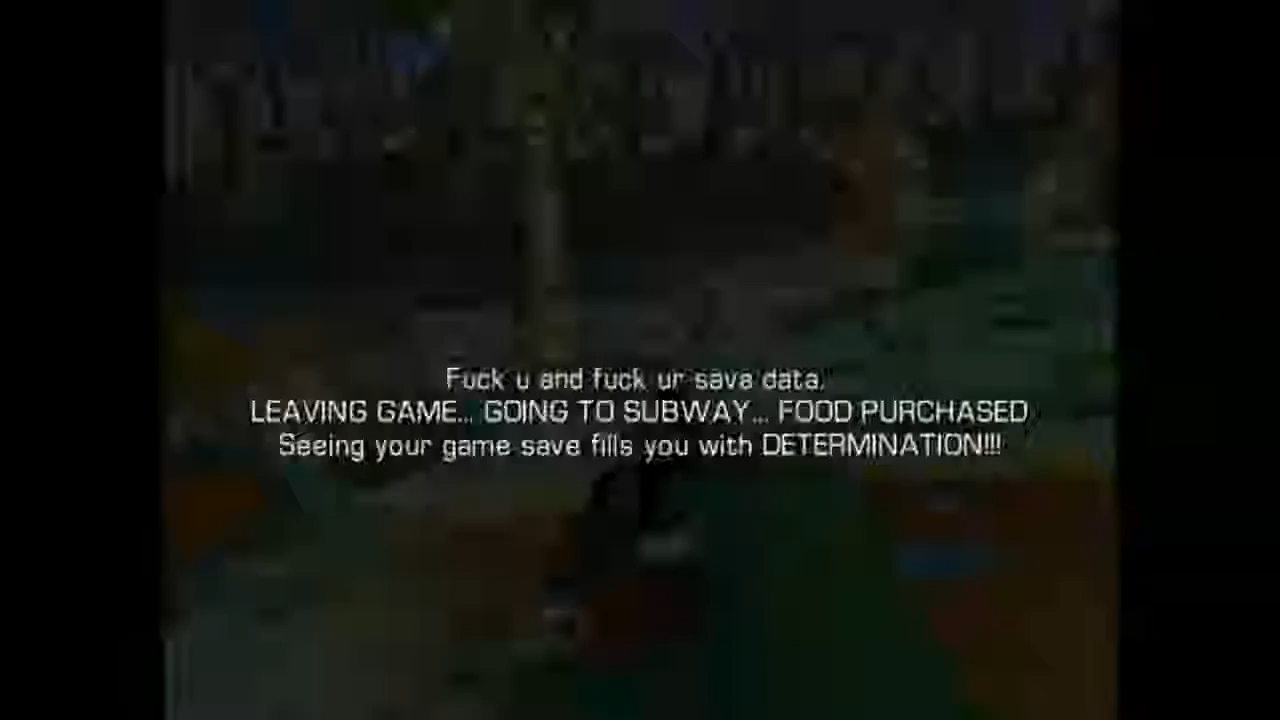 Fuck u and fuck ur sava data.
LEAVING GAME... GOING TO SUBWAY... FOOD PURCHASED
Seeing your game save fills you with DETERMINATION!!!